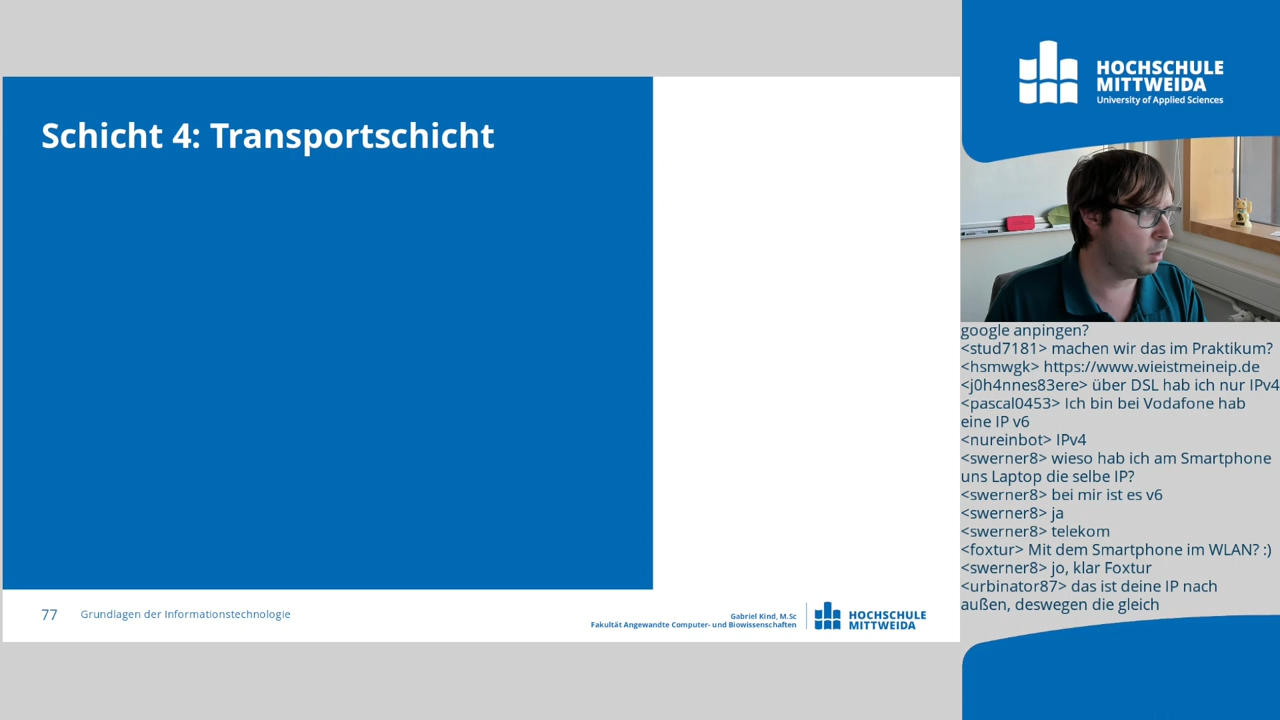 Schicht 4: Transportschicht
77
Grundlagen der Informationstechnologie
Gabriel Kind, M.Sc
Fakultät Angewandte Computer- und Biowissenschaften
HOCHSCHULE
MITTWEIDA
HOCHSCHULE
MITTWEIDA
University of Applied Sciences
google anpingen?
<stud7181> machen wir das im Praktikum?
<hsmwgk> https://www.wieistmeineip.de
<j0h4nnes83ere> über DSL hab ich nur IPv4
<pascal0453> Ich bin bei Vodafone hab
eine IP v6
<nureinbot> IPv4
<swerner8> wieso hab ich am Smartphone
uns Laptop die selbe IP?
<swerner8> bei mir ist es v6
<swerner8> ja
<swerner8> telekom
<foxtur> Mit dem Smartphone im WLAN? :)
<swerner8> jo, klar Foxtur
<urbinator87> das ist deine IP nach
außen, deswegen die gleich